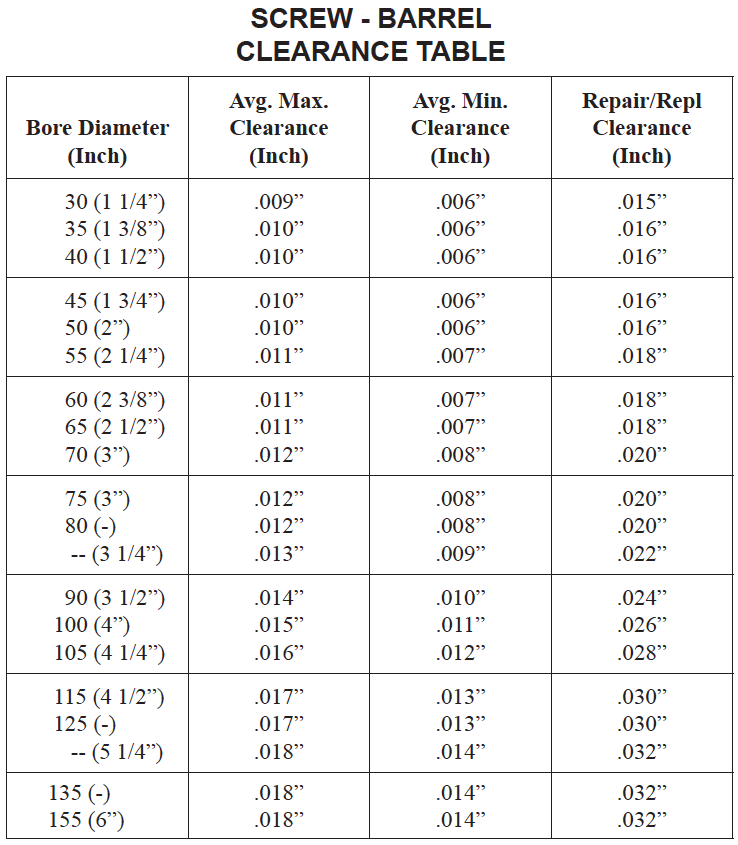 SCREW - BARREL
CLEARANCE TABLE
Bore Diameter (Inch) Avg. Max. Clearance (Inch) Avg. Min. Clearance (Inch) Repair/Repl Clearance (Inch)
30 (1 1/4”) .009” .006” .015”
35 (1 3/8”) .010” .006” .016”
40 (1 1/2”) .010” .006” .016”
45 (1 3/4”) .010” .006” .016”
50 (2”) .010” .006” .016”
55 (2 1/4”) .011” .007” .018”
60 (2 3/8”) .011” .007” .018”
65 (2 1/2”) .011” .007” .018”
70 (3”) .012” .008” .020”
75 (3”) .012” .008” .020”
80 (-) .012” .008” .020”
-- (3 1/4”) .013” .009” .022”
90 (3 1/2”) .014” .010” .024”
100 (4”) .015” .011” .026”
105 (4 1/4”) .016” .012” .028”
115 (4 1/2”) .017” .013” .030”
125 (-) .017” .013” .030”
-- (5 1/4”) .018” .014” .032”
135 (-) .018” .014” .032”
155 (6”) .018” .014” .032”